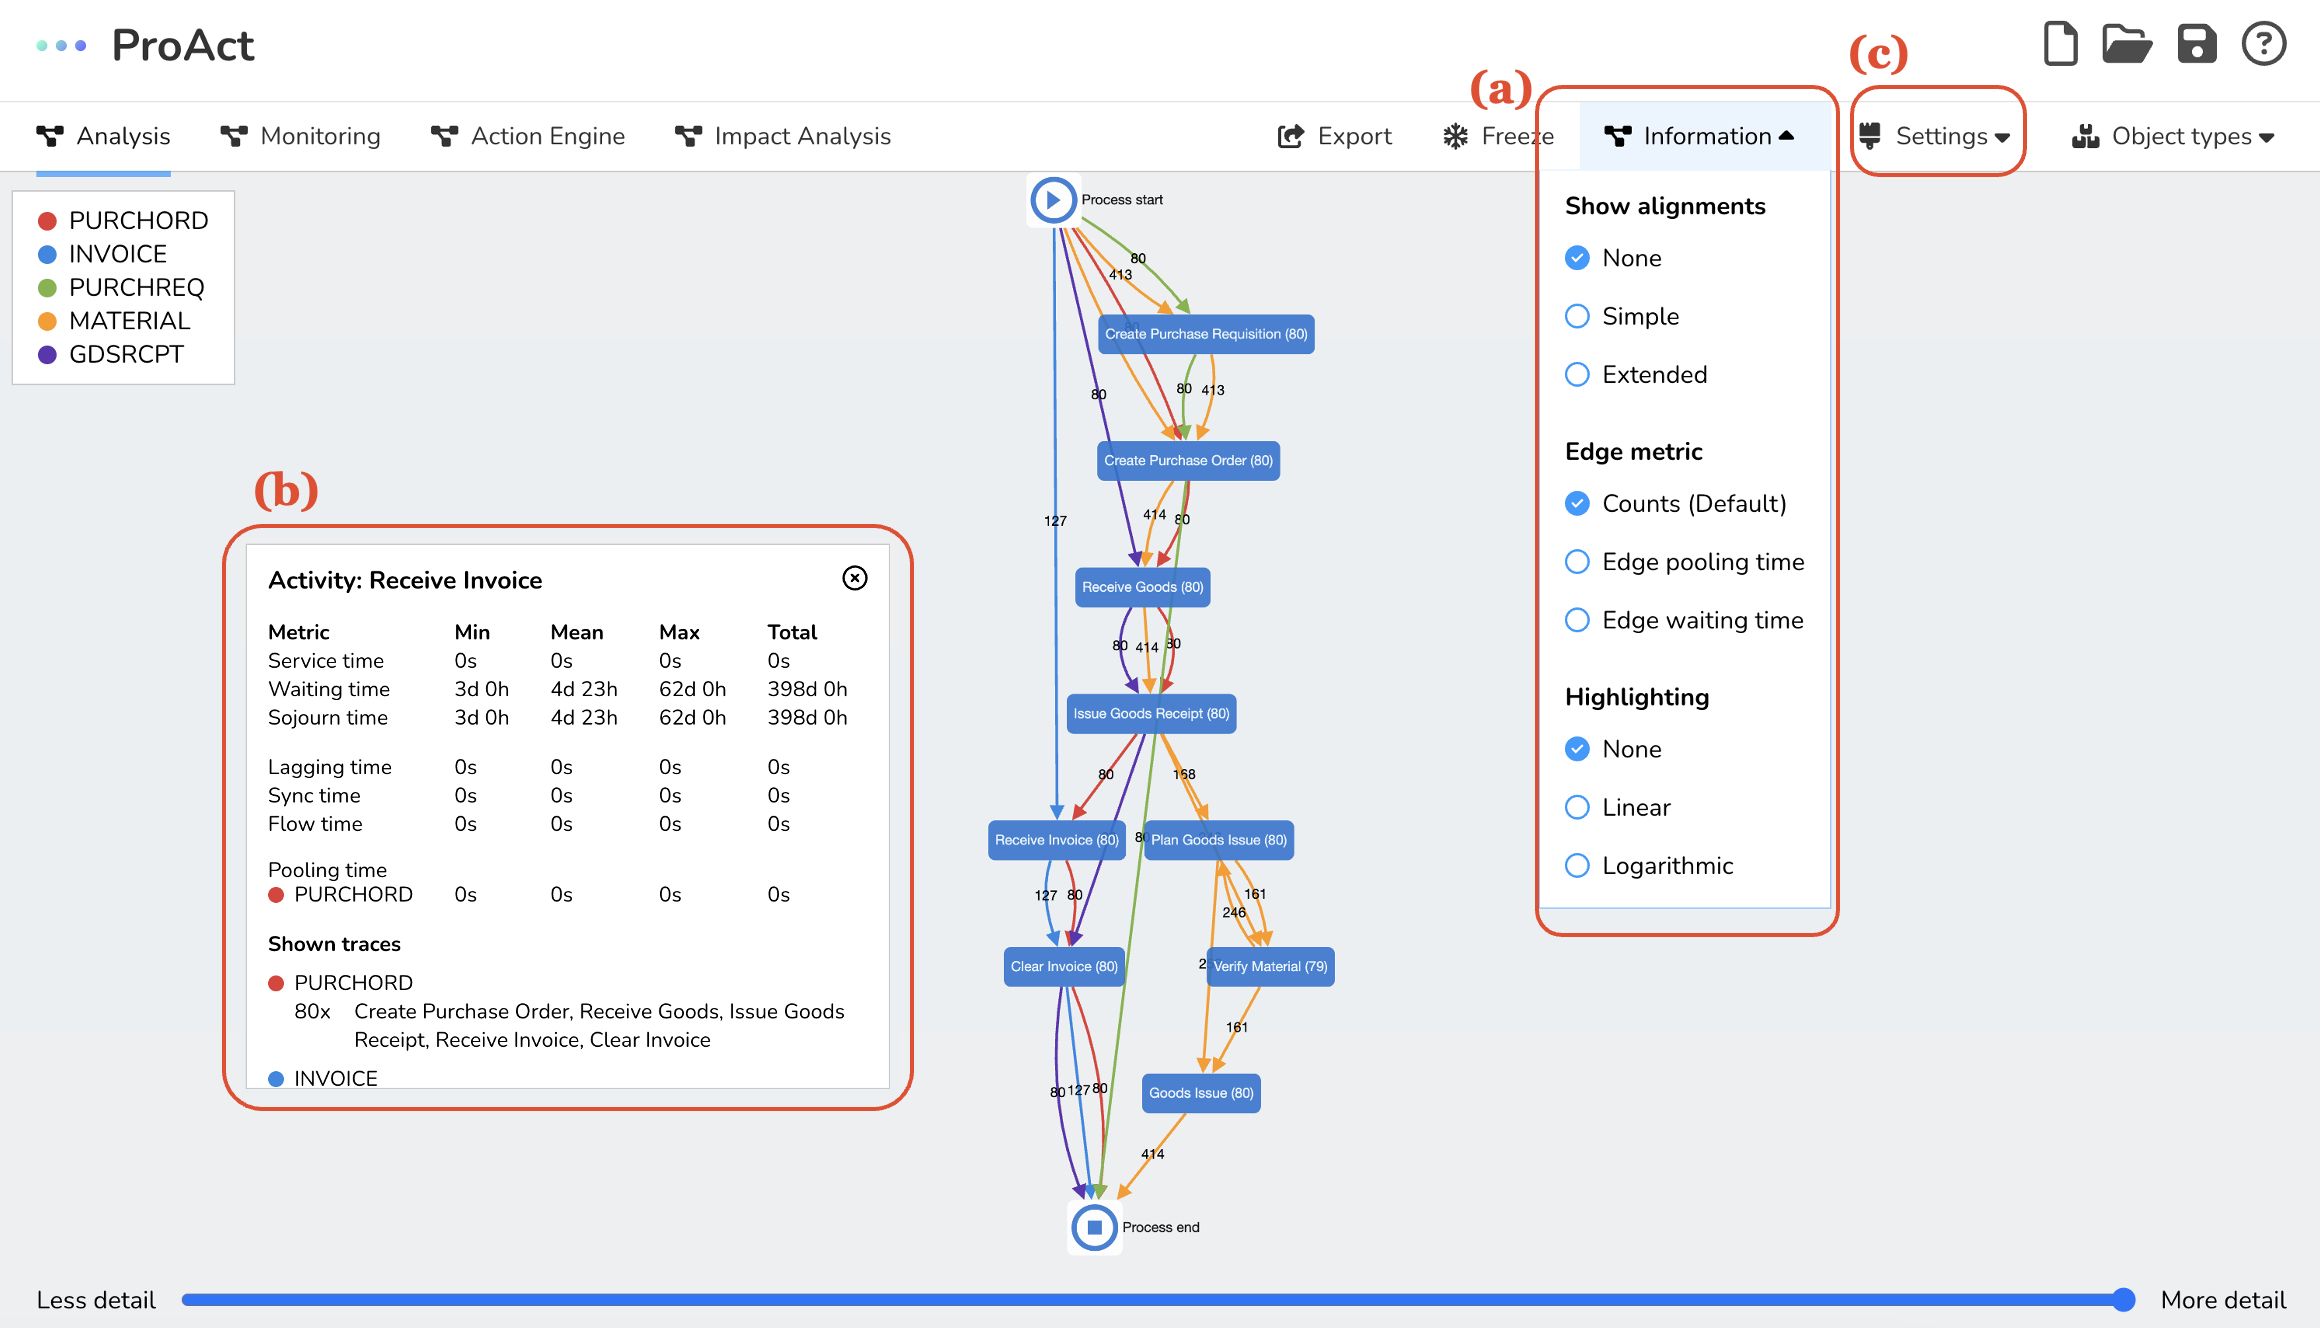 ProAct
(a)
(c)
Analysis
Monitoring
Action Engine
Impact Analysis
Export
Freeze
Information
Settings
Object types
PURCHORD
INVOICE
PURCHREQ
MATERIAL
GDSRCPT
Process start
80
413
Create Purchase Requisition (80)
80
80
413
Create Purchase Order (80)
127
414
80
Receive Goods (80)
80
414
80
Issue Goods Receipt (80)
80
168
Receive Invoice (80)
Plan Goods Issue (80)
127
80
161
246
Clear Invoice (80)
Verify Material (79)
161
80
127
80
Goods Issue (80)
414
Process end
Show alignments
None
Simple
Extended
Edge metric
Counts (Default)
Edge pooling time
Edge waiting time
Highlighting
None
Linear
Logarithmic
(b)
Activity: Receive Invoice
Metric Min Mean Max Total
Service time 0s 0s 0s 0s
Waiting time 3d 0h 4d 23h 62d 0h 398d 0h
Sojourn time 3d 0h 4d 23h 62d 0h 398d 0h
Lagging time 0s 0s 0s 0s
Sync time 0s 0s 0s 0s
Flow time 0s 0s 0s 0s
Pooling time
PURCHORD 0s 0s 0s 0s
Shown traces
PURCHORD
80x Create Purchase Order, Receive Goods, Issue Goods
Receipt, Receive Invoice, Clear Invoice
INVOICE
Less detail
More detail